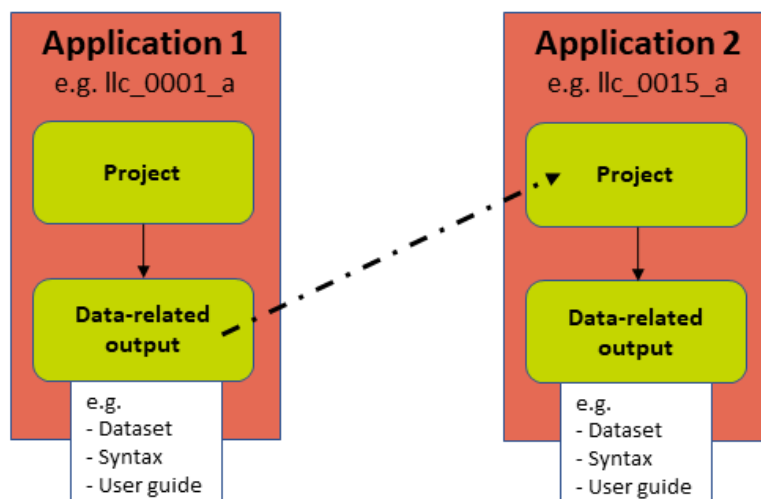 Application 1
e.g. llc_0001_a
Project
Data-related
output
e.g.
- Dataset
- Syntax
- User guide
Application 2
e.g. llc_0015_a
Project
Data-related
output
e.g.
- Dataset
- Syntax
- User guide